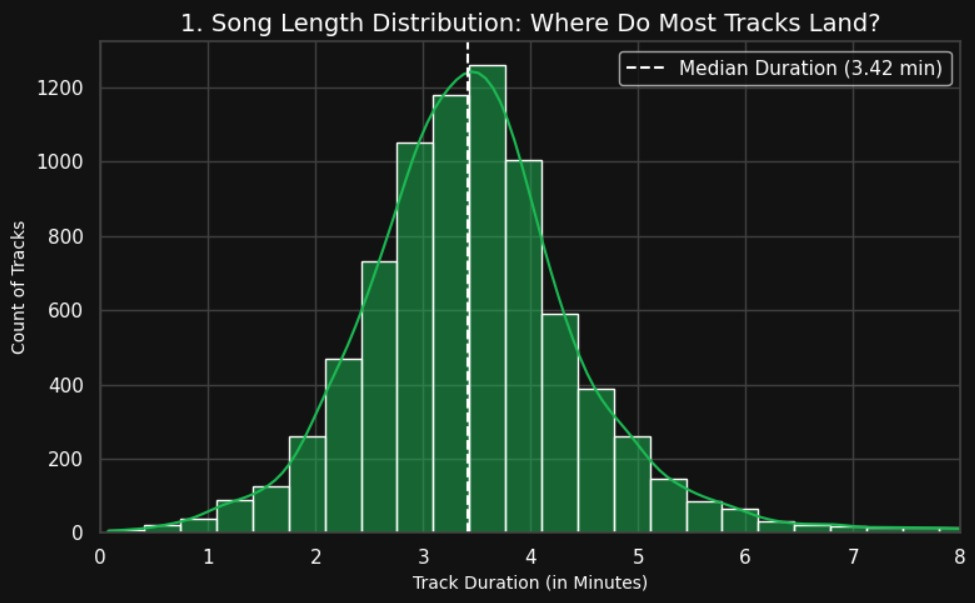 1. Song Length Distribution: Where Do Most Tracks Land?
Median Duration (3.42 min)
Count of Tracks
1200
1000
800
600
400
200
0
0 1 2 3 4 5 6 7 8
Track Duration (in Minutes)